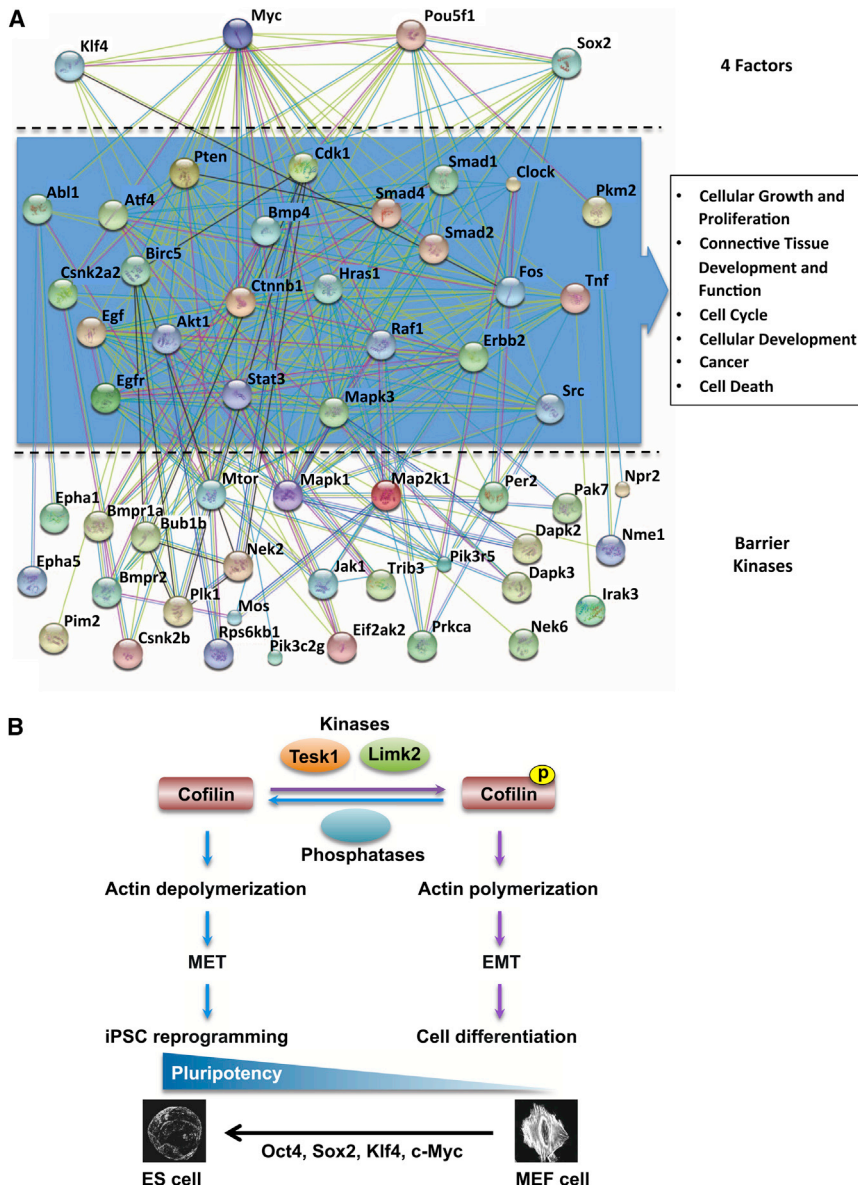 A
Klf4
Myc
Pou5f1
Sox2
4 Factors
Pten
Cdk1
Smad1
Clock
Abl1
Atf4
Bmp4
Smad4
Pkm2
Birc5
Smad2
Csnk2a2
Ctnnb1
Hras1
Fos
Tnf
Egf
Akt1
Raf1
Erbb2
Egfr
Stat3
Mapk3
Src
• Cellular Growth and
Proliferation
• Connective Tissue
Development and
Function
• Cell Cycle
• Cellular Development
• Cancer
• Cell Death
Epha1
Bmpr1a
Mtor
Mapk1
Map2k1
Per2
Pak7
Npr2
Bub1b
Dapk2
Nme1
Epha5
Bmpr2
Nek2
Jak1
Trib3
Pik3r5
Dapk3
Barrier
Kinases
Plk1
Mos
Irak3
Pim2
Csnk2b
Rps6kb1
Pik3c2g
Eif2ak2
Prkca
Nek6
B
Kinases
Tesk1
Limk2
Cofilin
Cofilin
p
Phosphatases
Actin depolymerization
Actin polymerization
MET
EMT
iPSC reprogramming
Cell differentiation
Pluripotency
Oct4, Sox2, Klf4, c-Myc
ES cell
MEF cell